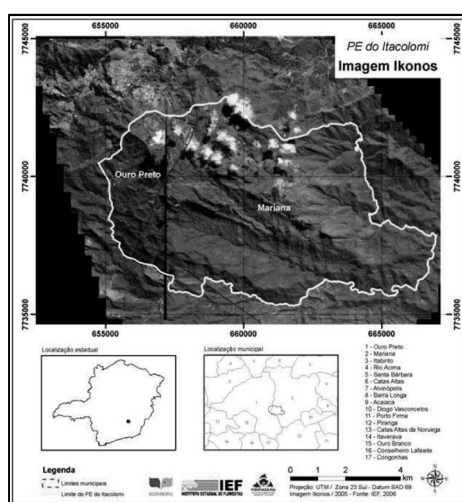 655000 660000 665000
7745000 7745000
PE do Itacolomi
Imagem Ikonos
Ouro Preto
Mariana
7740000 7740000
7735000 7735000
655000 660000 665000
Localização estadual
Localização municipal
1 - Ouro Preto
2 - Mariana
3 - Itabirito
4 - Rio Acima
5 - Santa Bárbara
6 - Catas Altas
7 - Alvinópolis
8 - Barra Longa
9 - Acaiaca
10 - Diogo Vasconcelos
11 - Porto Firme
12 - Piranga
13 - Catas Altas da Noruega
14 - Itaverava
15 - Ouro Branco
16 - Conselheiro Lafaiete
17 - Congonhas
Legenda
Limites municipais
Limite do PE do Itacolomi
IEF
INSTITUTO ESTADUAL DE FLORESTAS
0 1 2 4
km
Projeção: UTM / Zona 23 Sul - Datum SAD 69
Imagem Ikonos / 2005 - Fonte: IEF, 2006